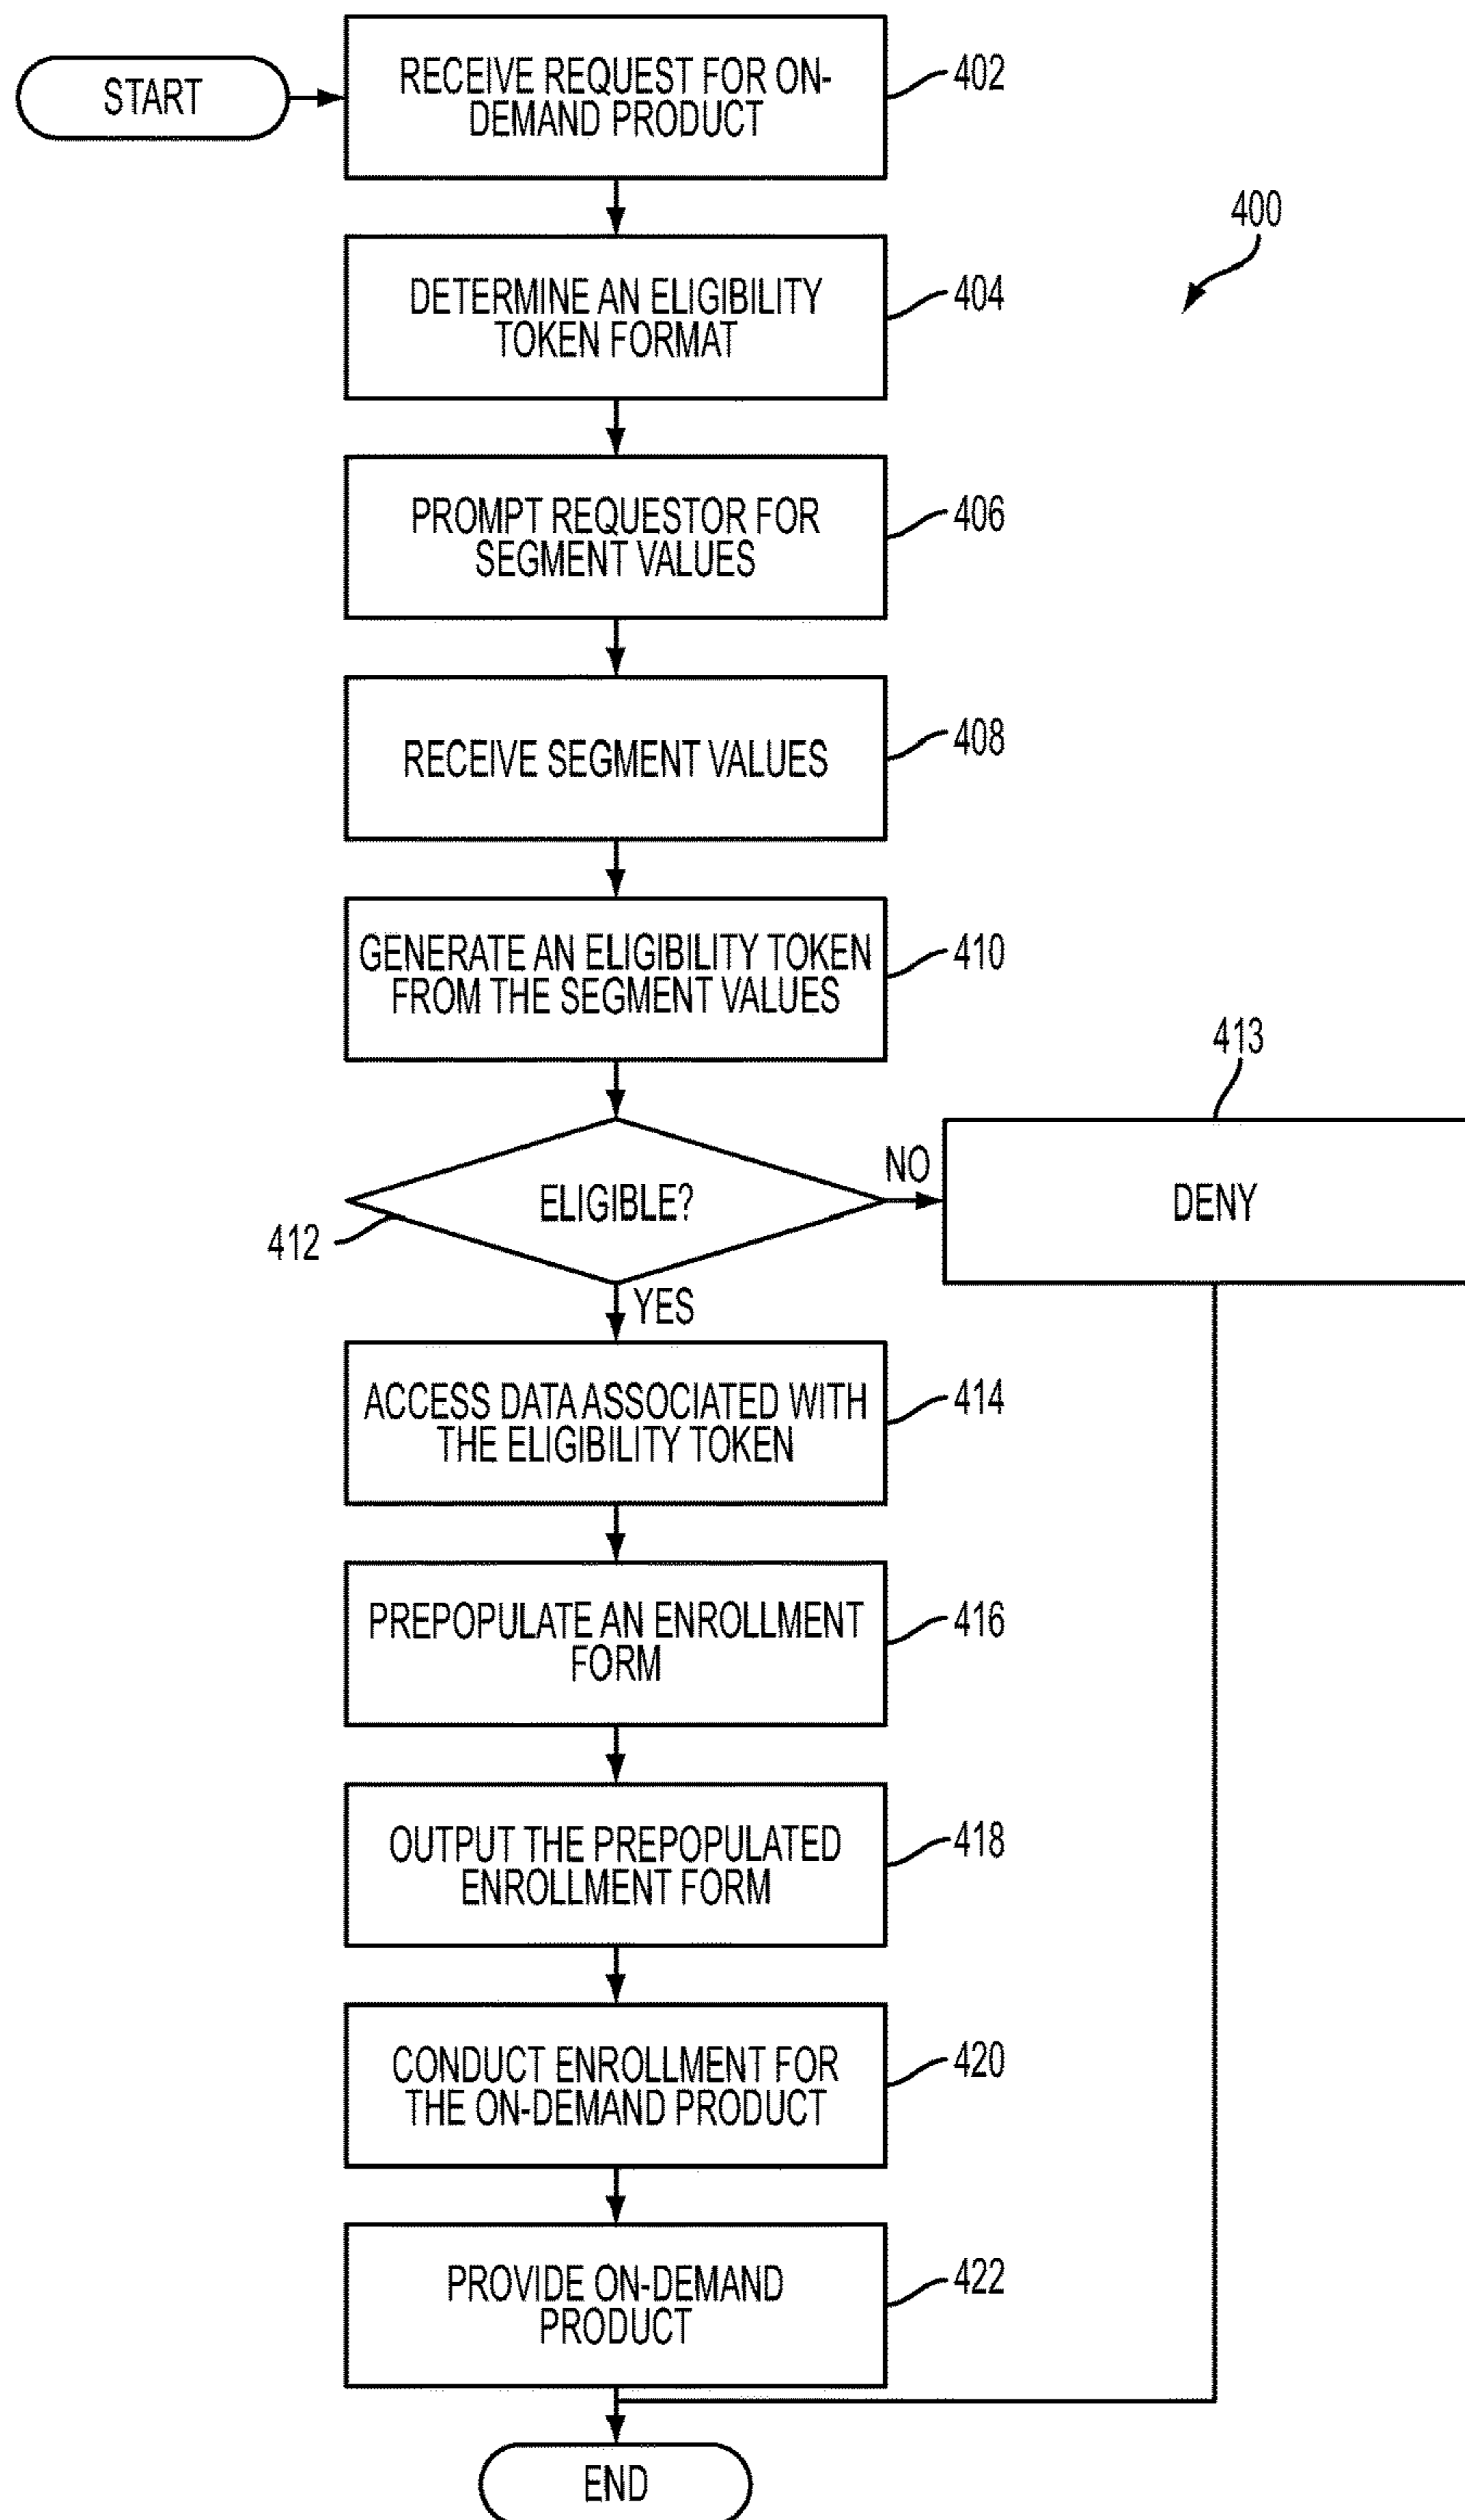 START
RECEIVE REQUEST FOR ON-
DEMAND PRODUCT
402
400
DETERMINE AN ELIGIBILITY
TOKEN FORMAT
404
PROMPT REQUESTOR FOR
SEGMENT VALUES
406
RECEIVE SEGMENT VALUES
408
GENERATE AN ELIGIBILITY TOKEN
FROM THE SEGMENT VALUES
410
413
ELIGIBLE?
412
NO
DENY
YES
ACCESS DATA ASSOCIATED WITH
THE ELIGIBILITY TOKEN
414
PREPOPULATE AN ENROLLMENT
FORM
416
OUTPUT THE PREPOPULATED
ENROLLMENT FORM
418
CONDUCT ENROLLMENT FOR
THE ON-DEMAND PRODUCT
420
PROVIDE ON-DEMAND
PRODUCT
422
END